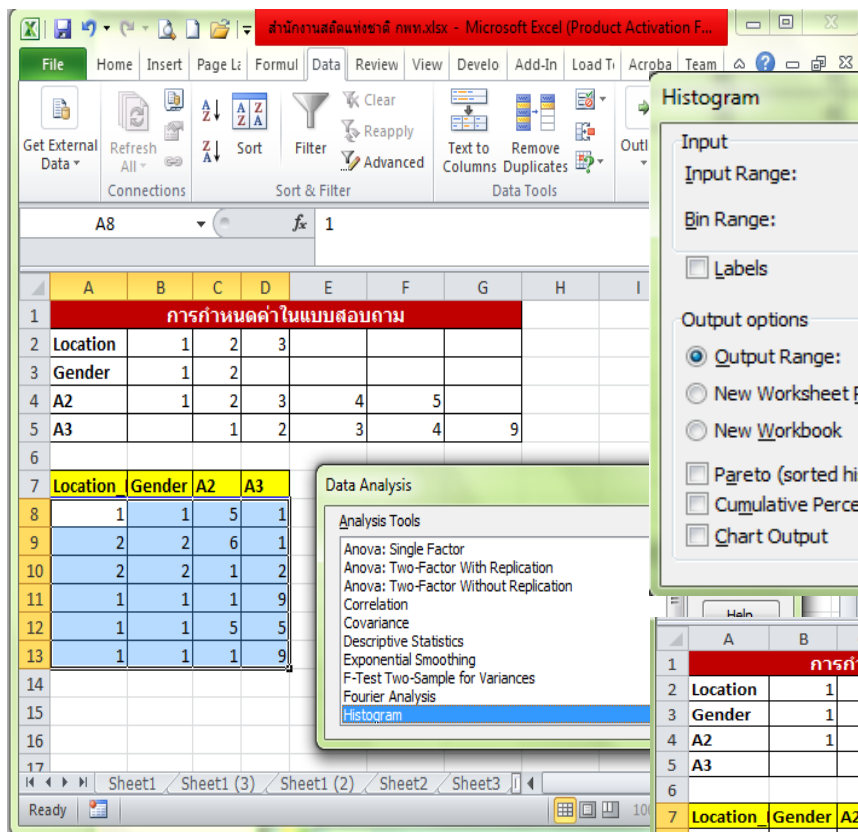 สำนักงานสถิติแห่งชาติ กพท.xlsx - Microsoft Excel (Product Activation F...
File Home Insert Page La Formul Data Review View Develo Add-In Load Te Acroba Team
Get External Data
Refresh All
Connections
Sort
Filter
Clear
Reapply
Advanced
Sort & Filter
Text to Columns
Remove Duplicates
Data Tools
Outl
A8 fx 1
A B C D E F G H I
1 การกำหนดค่าในแบบสอบถาม
2 Location 1 2 3
3 Gender 1 2
4 A2 1 2 3 4 5
5 A3 1 2 3 4 9
6
7 Location_ Gender A2 A3
8 1 1 5 1
9 2 2 6 1
10 2 2 1 2
11 1 1 1 9
12 1 1 5 5
13 1 1 1 9
14
15
16
17
Sheet1 Sheet1 (3) Sheet1 (2) Sheet2 Sheet3
Ready 100
Data Analysis
Analysis Tools
Anova: Single Factor
Anova: Two-Factor With Replication
Anova: Two-Factor Without Replication
Correlation
Covariance
Descriptive Statistics
Exponential Smoothing
F-Test Two-Sample for Variances
Fourier Analysis
Histogram
Histogram
Input
Input Range:
Bin Range:
Labels
Output options
Output Range:
New Worksheet P
New Workbook
Pareto (sorted his
Cumulative Perce
Chart Output
Help
A B
1 การกำ
2 Location 1
3 Gender 1
4 A2 1
5 A3
6
7 Location_ Gender A2